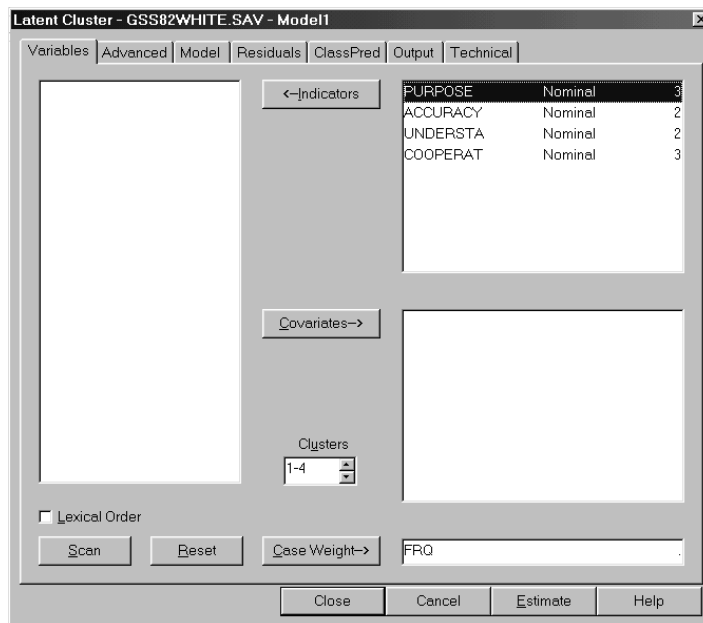 Latent Cluster - GSS82WHITE.SAV - Model1
Variables Advanced Model Residuals ClassPred Output Technical
<--Indicators
PURPOSE Nominal 3
ACCURACY Nominal 2
UNDERSTA Nominal 2
COOPERAT Nominal 3
Covariates-->
Clusters
1-4
Lexical Order
Scan Reset Case Weight--> FRQ .
Close Cancel Estimate Help